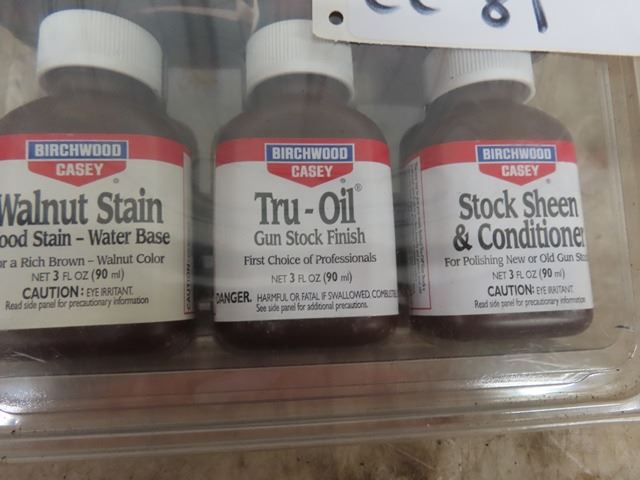 CC 81
BIRCHWOOD
CASEY
Walnut Stain
ood Stain - Water Base
or a Rich Brown - Walnut Color
NET 3 FL OZ (90 ml)
CAUTION: EYE IRRITANT.
Read side panel for precautionary information
BIRCHWOOD
CASEY
Tru-Oil®
Gun Stock Finish
First Choice of Professionals
NET 3 FL OZ (90 ml)
DANGER. HARMFUL OR FATAL IF SWALLOWED. COMBUSTIBL
See side panel for additional precautions.
BIRCHWOOD
CASEY
Stock Sheen
& Conditioner
For Polishing New or Old Gun Stoc
NET 3 FL OZ (90 ml)
CAUTION: EYE IRRITANT.
Read side panel for precautionary information